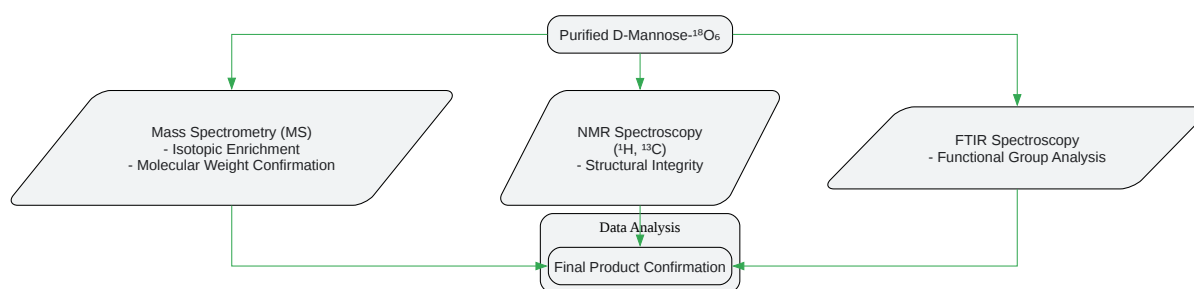 Purified D-Mannose-¹⁸O₆
Mass Spectrometry (MS)
- Isotopic Enrichment
- Molecular Weight Confirmation
NMR Spectroscopy
(¹H, ¹³C)
- Structural Integrity
FTIR Spectroscopy
- Functional Group Analysis
Data Analysis
Final Product Confirmation